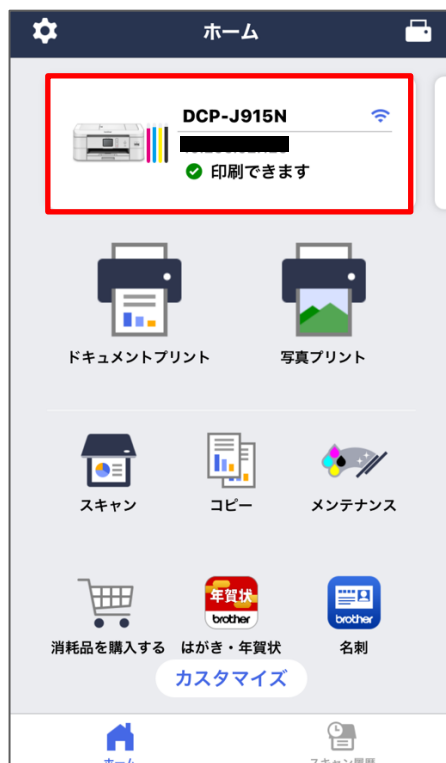 ホーム
DCP-J915N
印刷できます
ドキュメントプリント
写真プリント
スキャン
コピー
メンテナンス
年賀状
brother
brother
消耗品を購入する
はがき・年賀状
名刺
カスタマイズ
ホーム
スキャン履歴